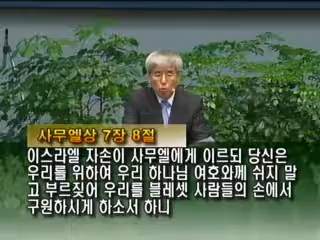 사무엘상 7장 8절
이스라엘 자손이 사무엘에게 이르되 당신은
우리를 위하여 우리 하나님 여호와께 쉬지 말
고 부르짖어 우리를 블레셋 사람들의 손에서
구원하시게 하소서 하니